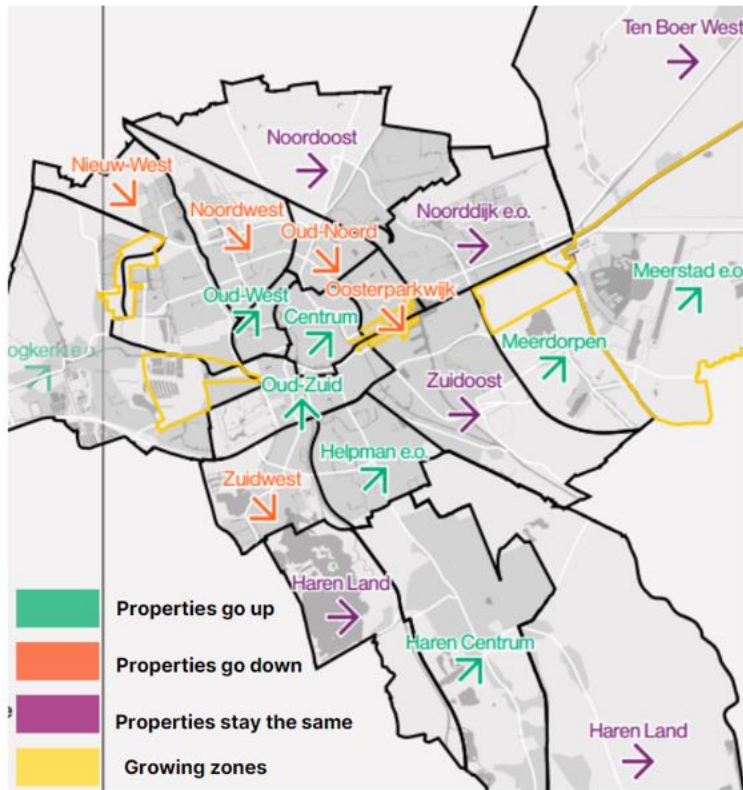 Ten Boer West
Noordoost
Nieuw-West
Noordwest
Oud-Noord
Noorddijk e.o.
Meerstad e.o
Oud-West
Centrum
Oosterparkwijk
Meerdorpen
ogkerk e.o.
Oud-Zuid
Zuidoost
Helpman e.o.
Zuidwest
Haren Land
Haren Centrum
Haren Land
Properties go up
Properties go down
Properties stay the same
Growing zones